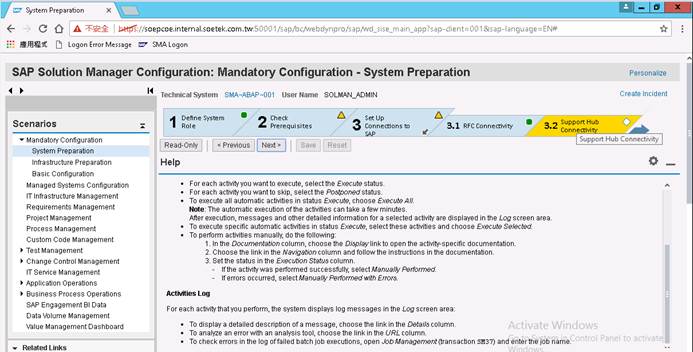 System Preparation
不安全 https://soepcoe.internal.soetek.com.tw:50001/sap/bc/webdynpro/sap/wd_sise_main_app?sap-client=001&sap-language=EN#
應用程式 Logon Error Message SMA Logon
SAP Solution Manager Configuration: Mandatory Configuration - System Preparation
Personalize
Technical System SMA~ABAP~001 User Name SOLMAN_ADMIN
Create Incident
1 Define System Role
2 Check Prerequisites
3 Set Up Connections to SAP
3.1 RFC Connectivity
3.2 Support Hub Connectivity
Support Hub Connectivity
Read-Only < Previous Next > Save Reset
Scenarios
Mandatory Configuration
System Preparation
Infrastructure Preparation
Basic Configuration
Managed Systems Configuration
IT Infrastructure Management
Requirements Management
Project Management
Process Management
Custom Code Management
Test Management
Change Control Management
IT Service Management
Application Operations
Business Process Operations
SAP Engagement BI Data
Data Volume Management
Value Management Dashboard
Related Links
Help
• For each activity you want to execute, select the Execute status.
• For each activity you want to skip, select the Postponed status.
• To execute all automatic activities in status Execute, choose Execute All.
Note: The automatic execution of the activities can take a few minutes.
After execution, messages and other detailed information for a selected activity are displayed in the Log screen area.
• To execute specific automatic activities in status Execute, select these activities and choose Execute Selected.
• To perform activities manually, do the following:
1. In the Documentation column, choose the Display link to open the activity-specific documentation.
2. Choose the link in the Navigation column and follow the instructions in the documentation.
3. Set the status in the Execution Status column.
- If the activity was performed successfully, select Manually Performed.
- If errors occurred, select Manually Performed with Errors.
Activities Log
For each activity that you perform, the system displays log messages in the Log screen area:
• To display a detailed description of a message, choose the link in the Details column.
• To analyze an error with an analysis tool, choose the link in the URL column.
• To check errors in the log of failed batch job executions, open Job Management (transaction SM37) and enter the job name.
Activate Windows
Go to System in Control Panel to activate
Windows.